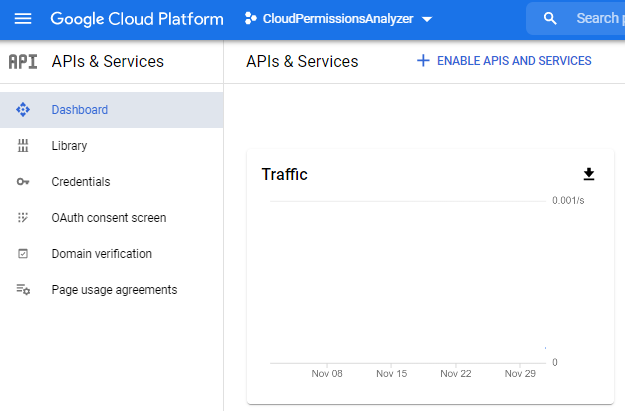 Google Cloud Platform
CloudPermissionsAnalyzer
Search
API
APIs & Services
APIs & Services
ENABLE APIS AND SERVICES
Dashboard
Library
Credentials
OAuth consent screen
Domain verification
Page usage agreements
Traffic
0.001/s
0
Nov 08
Nov 15
Nov 22
Nov 29